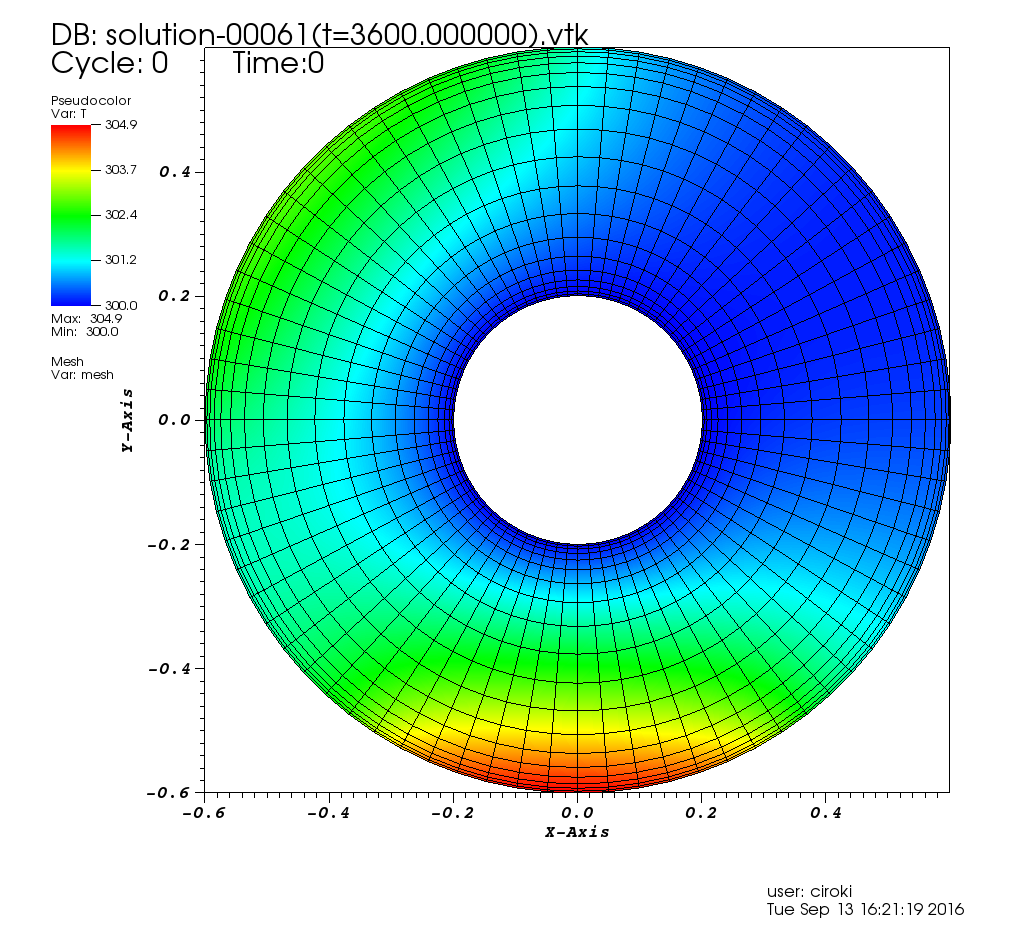 DB: solution-00061(t=3600.000000).vtk
Cycle: 0 Time:0
Pseudocolor
Var: T
304.9
303.7
302.4
301.2
300.0
Max: 304.9
Min: 300.0
Mesh
Var: mesh
Y-Axis
0.4
0.2
0.0
-0.2
-0.4
-0.6
-0.6 -0.4 -0.2 0.0 0.2 0.4
X-Axis
user: ciroki
Tue Sep 13 16:21:19 2016